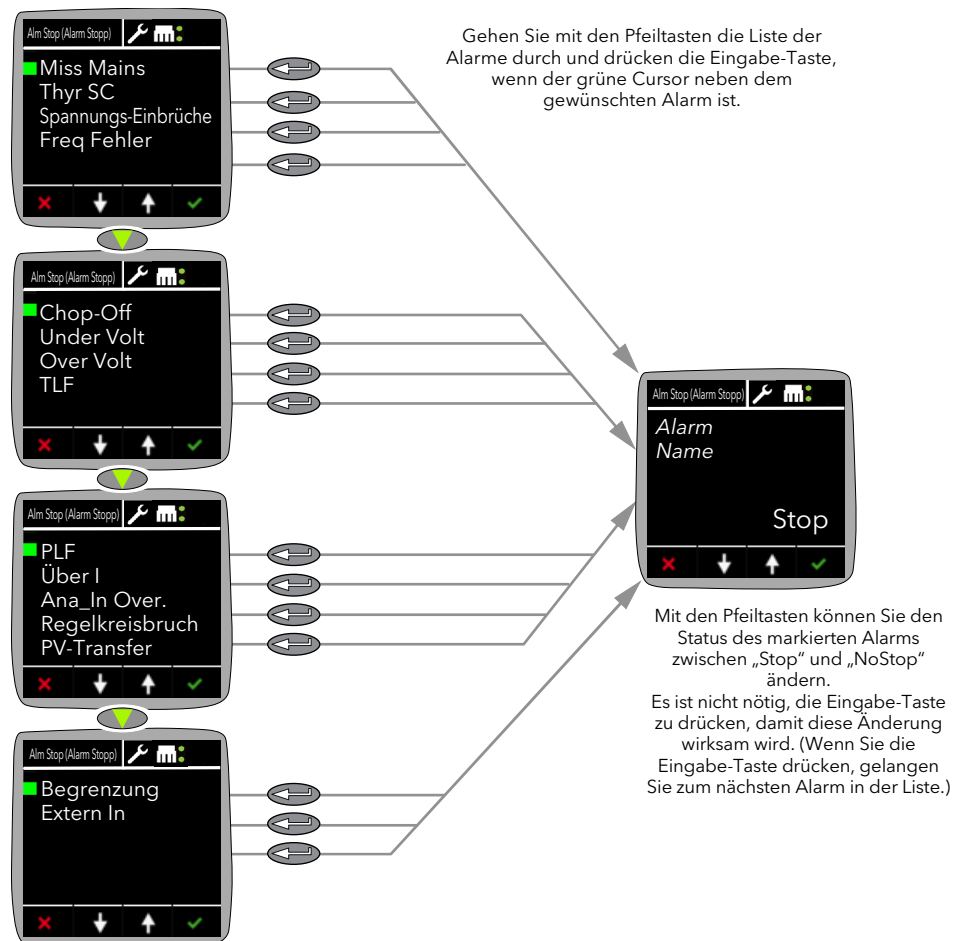 Alm Stop (Alarm Stopp)
Miss Mains
Thyr SC
Spannungs-Einbrüche
Freq Fehler
Gehen Sie mit den Pfeiltasten die Liste der
Alarme durch und drücken die Eingabe-Taste,
wenn der grüne Cursor neben dem
gewünschten Alarm ist.
Alm Stop (Alarm Stopp)
Chop-Off
Under Volt
Over Volt
TLF
Alm Stop (Alarm Stopp)
Alarm
Name
Stop
Alm Stop (Alarm Stopp)
PLF
Über I
Ana_In Over.
Regelkreisbruch
PV-Transfer
Mit den Pfeiltasten können Sie den
Status des markierten Alarms
zwischen „Stop“ und „NoStop“
ändern.
Es ist nicht nötig, die Eingabe-Taste
zu drücken, damit diese Änderung
wirksam wird. (Wenn Sie die
Eingabe-Taste drücken, gelangen
Sie zum nächsten Alarm in der Liste.)
Alm Stop (Alarm Stopp)
Begrenzung
Extern In